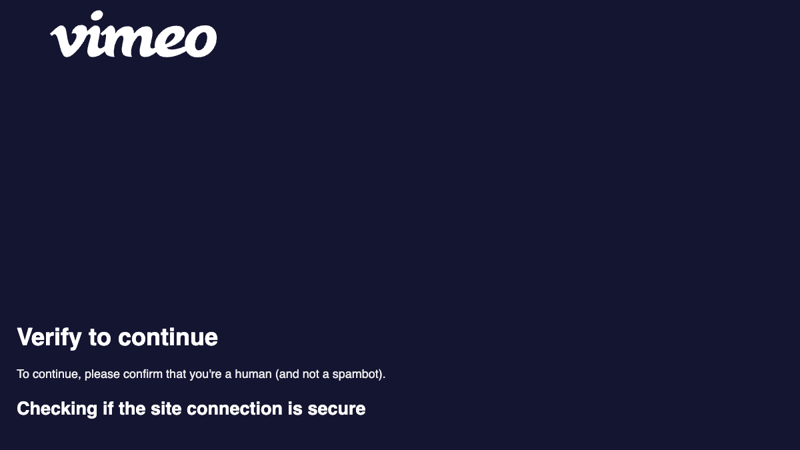 vimeo
Verify to continue
To continue, please confirm that you're a human (and not a spambot).
Checking if the site connection is secure